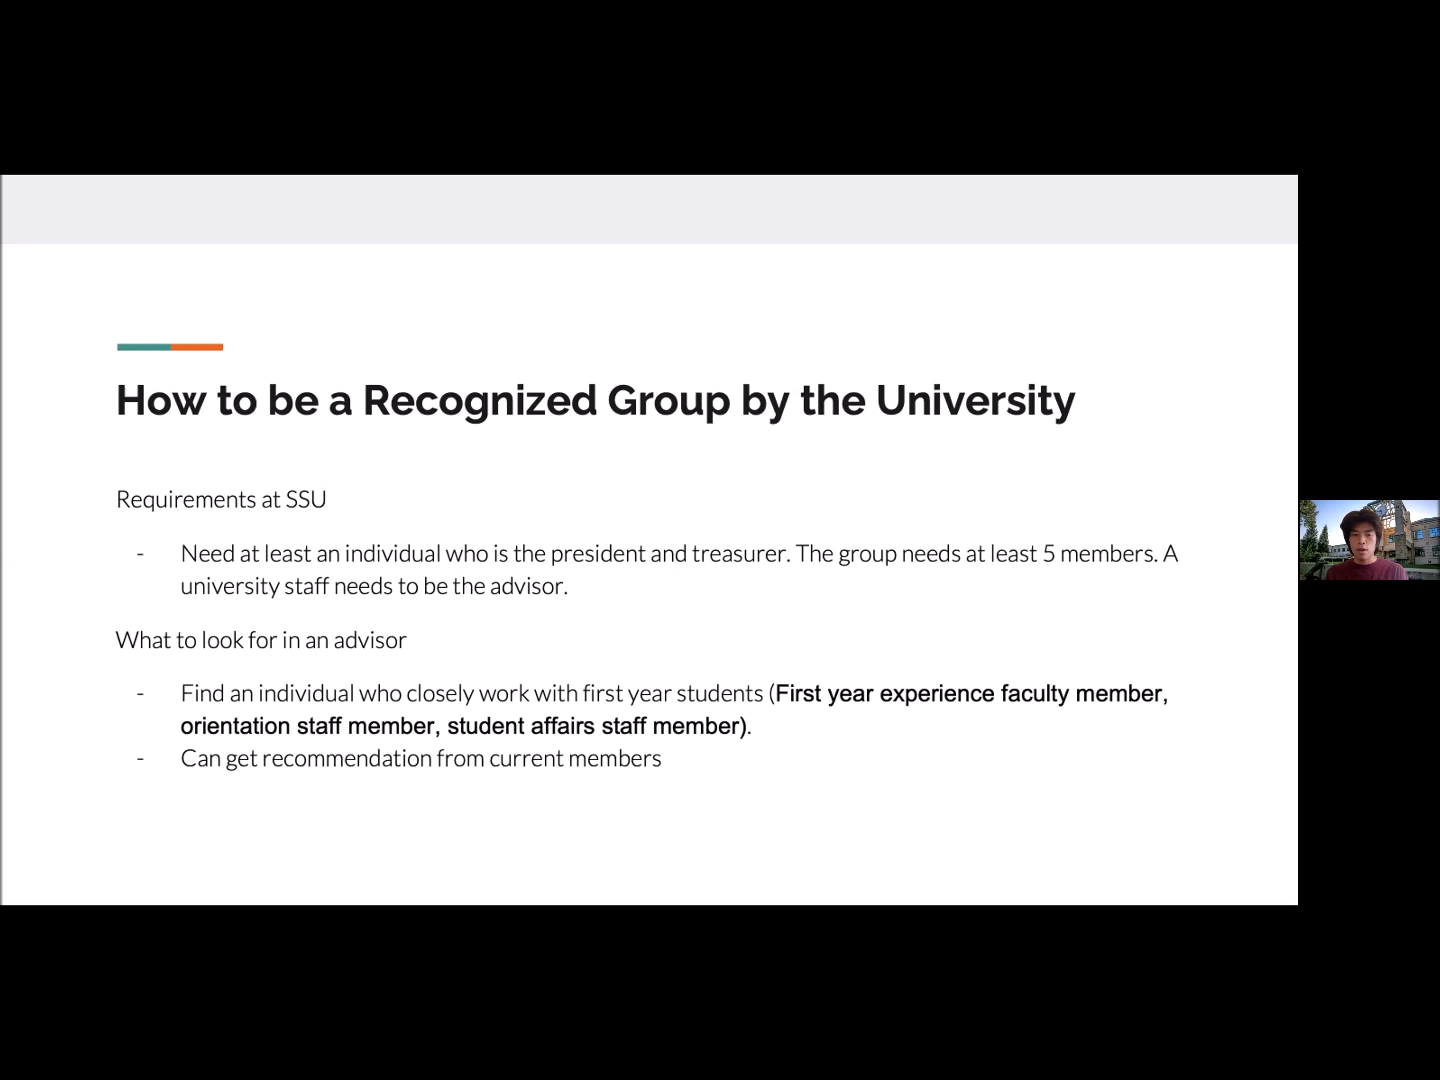 How to be a Recognized Group by the University
Requirements at SSU
- Need at least an individual who is the president and treasurer. The group needs at least 5 members. A
university staff needs to be the advisor.
What to look for in an advisor
- Find an individual who closely work with first year students (First year experience faculty member,
orientation staff member, student affairs staff member).
- Can get recommendation from current members